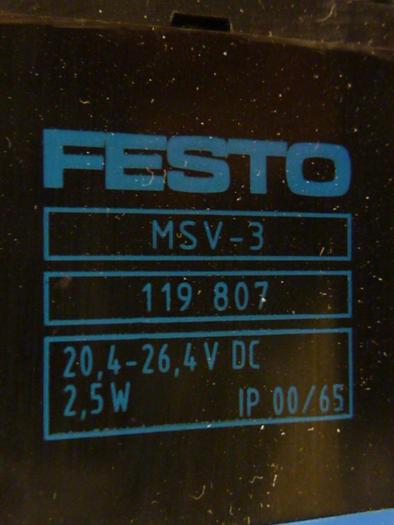 FESTO
MSV-3
119 807
20,4-26,4V DC
2,5W IP 00/65